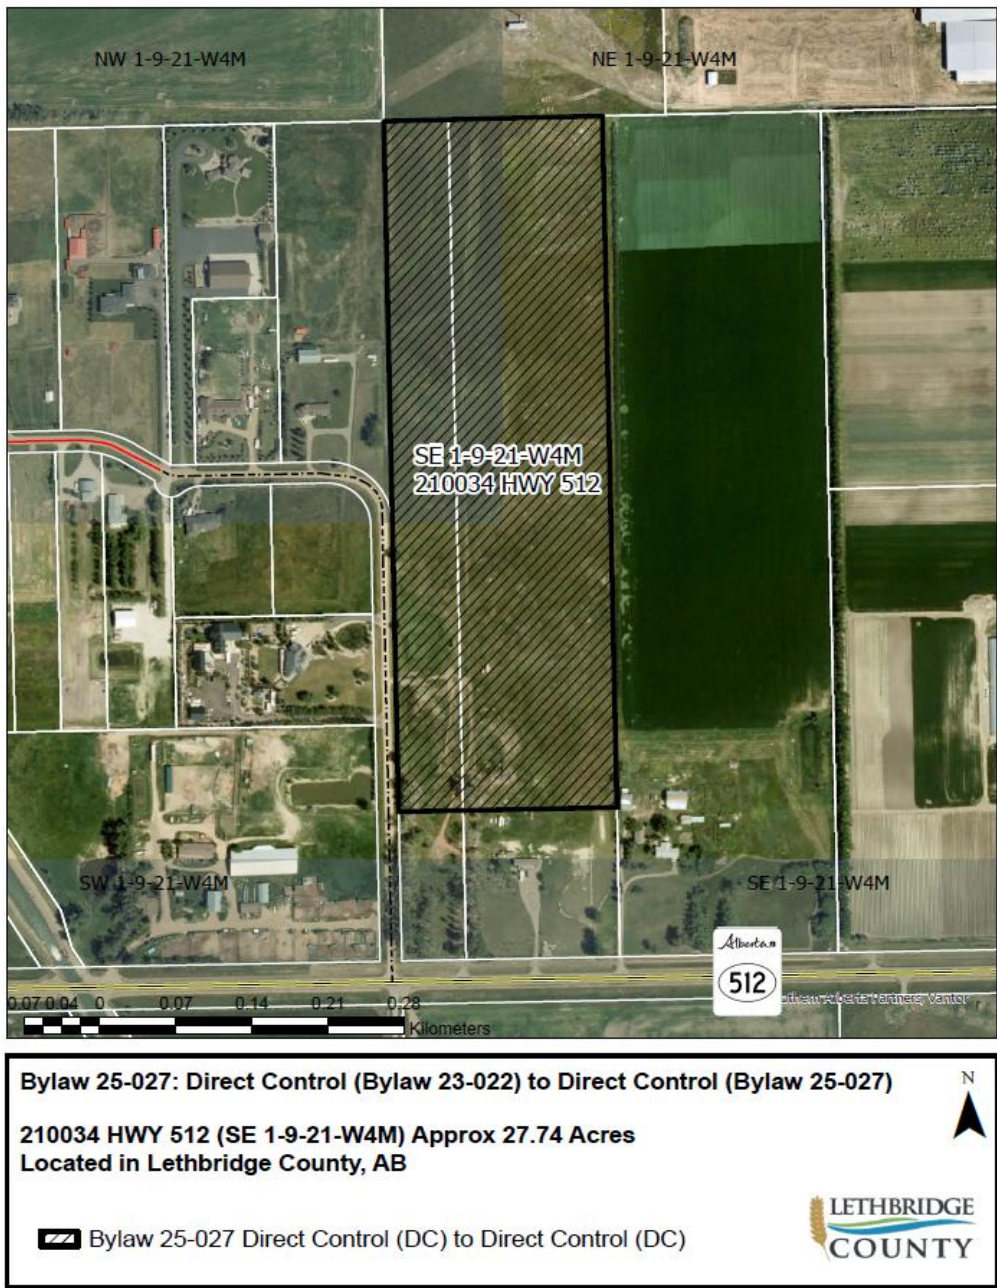 NW 1-9-21-W4M
NE 1-9-21-W4M
SE 1-9-21-W4M
210034 HWY 512
SW 1-9-21-W4M
SE 1-9-21-W4M
Alberta
512
0.07 0.04 0 0.07 0.14 0.21 0.28
Kilometers
Alberta Partners, Vantor
Bylaw 25-027: Direct Control (Bylaw 23-022) to Direct Control (Bylaw 25-027)
N
210034 HWY 512 (SE 1-9-21-W4M) Approx 27.74 Acres
Located in Lethbridge County, AB
Bylaw 25-027 Direct Control (DC) to Direct Control (DC)
LETHBRIDGE
COUNTY